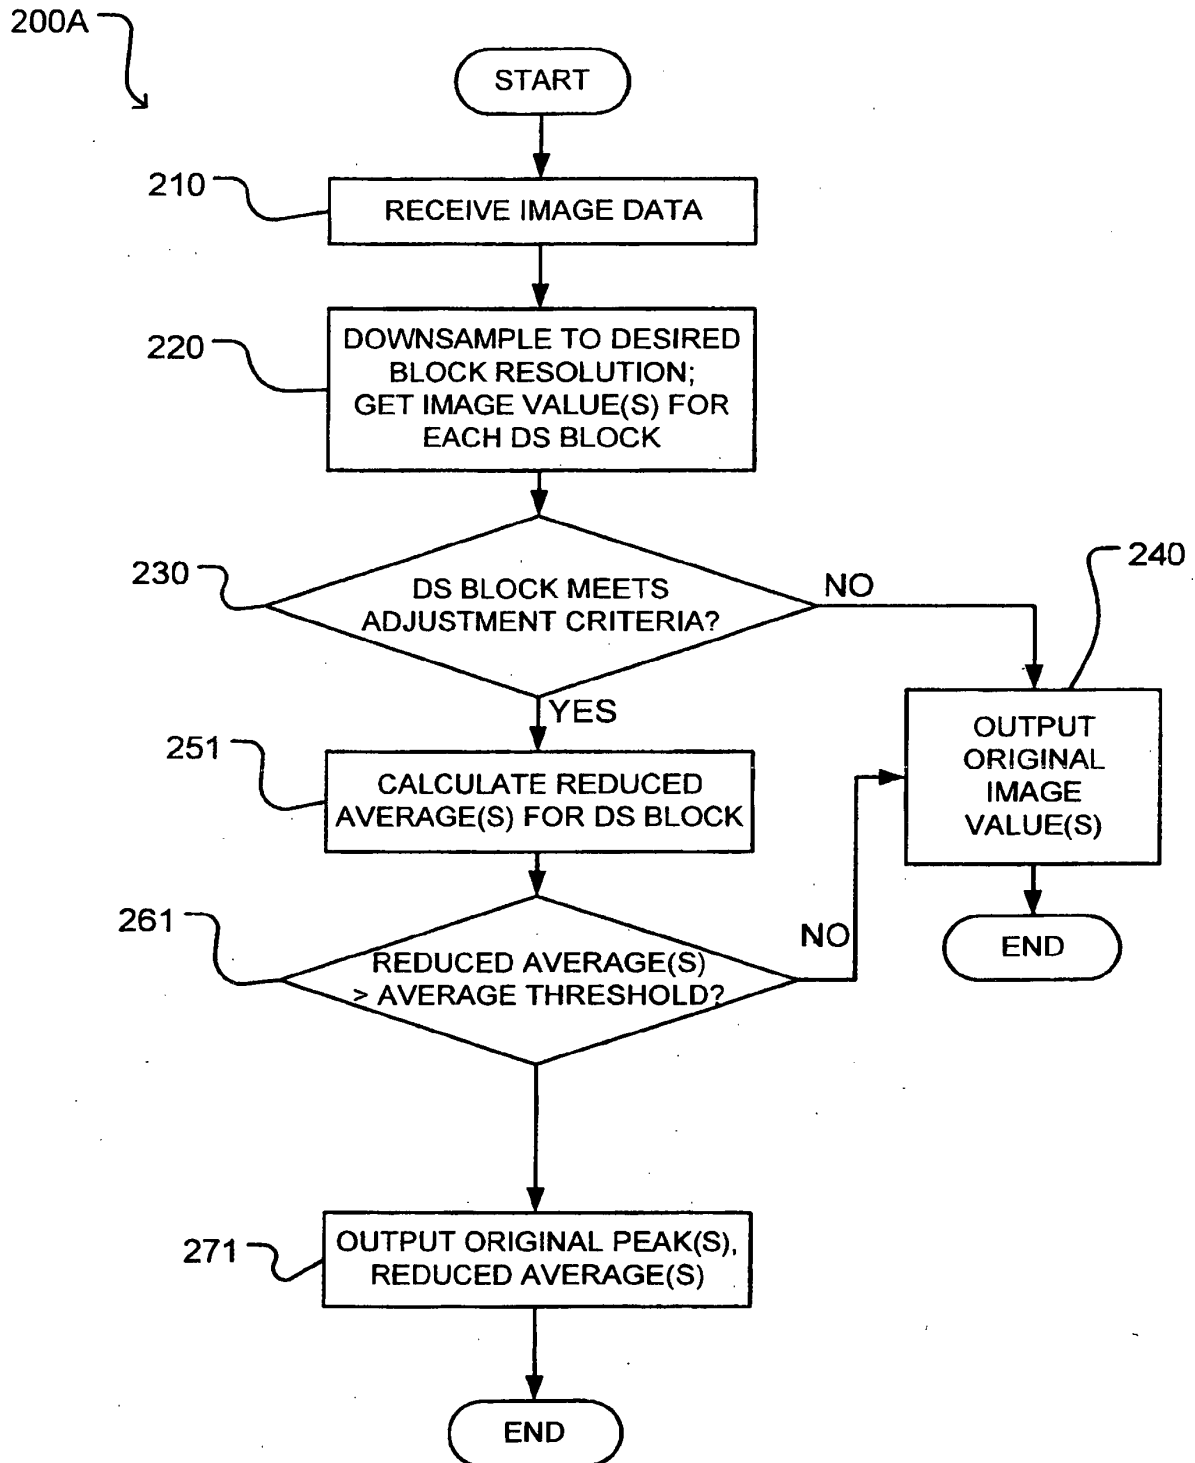 200A
START
210
RECEIVE IMAGE DATA
220
DOWNSAMPLE TO DESIRED
BLOCK RESOLUTION;
GET IMAGE VALUE(S) FOR
EACH DS BLOCK
230
DS BLOCK MEETS
ADJUSTMENT CRITERIA?
NO
240
OUTPUT
ORIGINAL
IMAGE
VALUE(S)
END
YES
251
CALCULATE REDUCED
AVERAGE(S) FOR DS BLOCK
261
REDUCED AVERAGE(S)
> AVERAGE THRESHOLD?
NO
271
OUTPUT ORIGINAL PEAK(S),
REDUCED AVERAGE(S)
END